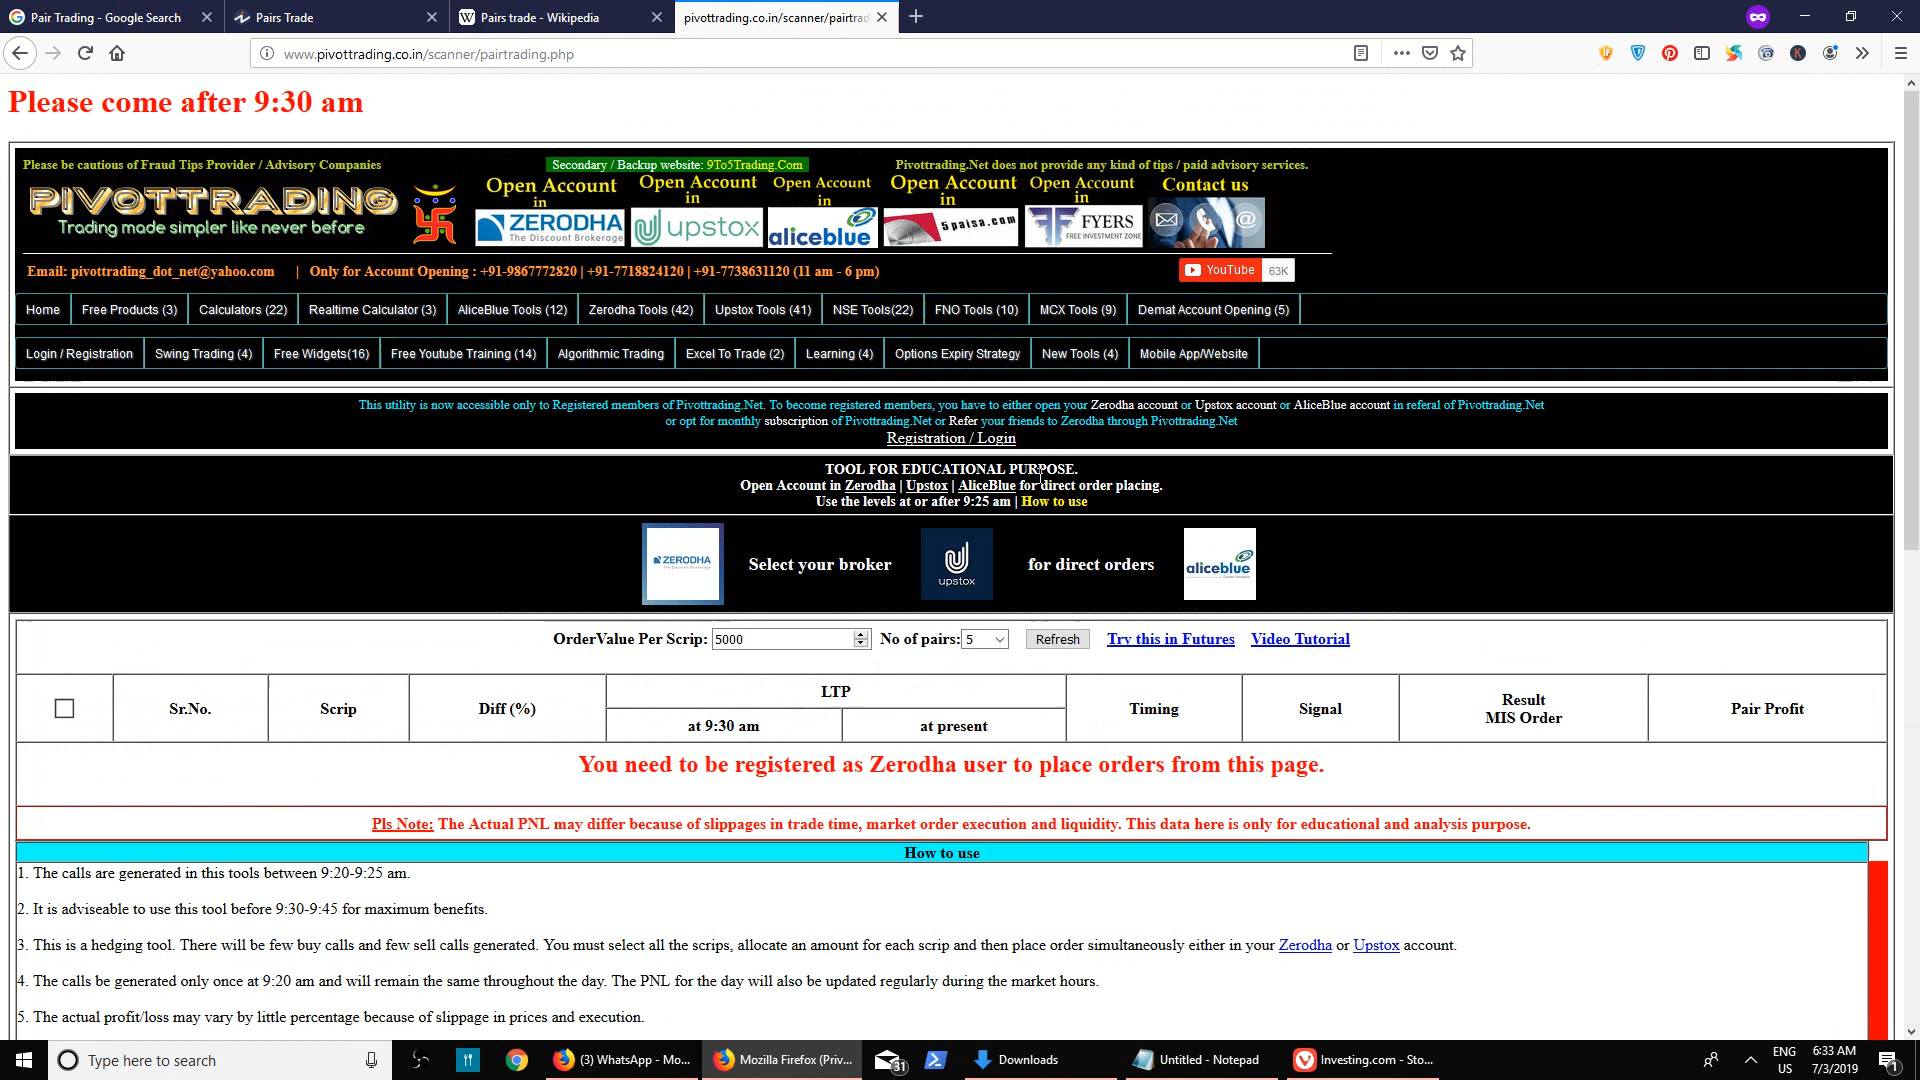 Pair Trading - Google Search
Pairs Trade
Pairs trade - Wikipedia
pivottrading.co.in/scanner/pairtrad
www.pivottrading.co.in/scanner/pairtrading.php
Please come after 9:30 am
Please be cautious of Fraud Tips Provider / Advisory Companies
Secondary / Backup website: 9To5Trading.Com
Pivottrading.Net does not provide any kind of tips / paid advisory services.
PIVOTTRADING
Trading made simpler like never before
Open Account in
ZERODHA
The Discount Brokerage
Open Account in
upstox
Open Account in
aliceblue
Open Account in
5paisa.com
Open Account in
FYERS
FREE INVESTMENT ZONE
Contact us
Email: pivottrading_dot_net@yahoo.com | Only for Account Opening : +91-9867772820 | +91-7718824120 | +91-7738631120 (11 am - 6 pm)
YouTube 63K
Home Free Products (3) Calculators (22) Realtime Calculator (3) AliceBlue Tools (12) Zerodha Tools (42) Upstox Tools (41) NSE Tools(22) FNO Tools (10) MCX Tools (9) Demat Account Opening (5)
Login / Registration Swing Trading (4) Free Widgets(16) Free Youtube Training (14) Algorithmic Trading Excel To Trade (2) Learning (4) Options Expiry Strategy New Tools (4) Mobile App/Website
This utility is now accessible only to Registered members of Pivottrading.Net. To become registered members, you have to either open your Zerodha account or Upstox account or AliceBlue account in referal of Pivottrading.Net
or opt for monthly subscription of Pivottrading.Net or Refer your friends to Zerodha through Pivottrading.Net
Registration / Login
TOOL FOR EDUCATIONAL PURPOSE.
Open Account in Zerodha | Upstox | AliceBlue for direct order placing.
Use the levels at or after 9:25 am | How to use
ZERODHA
Select your broker
upstox
for direct orders
aliceblue
OrderValue Per Scrip: 5000 No of pairs: 5 Refresh Try this in Futures Video Tutorial
Sr.No. Scrip Diff (%) LTP Timing Signal Result MIS Order Pair Profit
at 9:30 am at present
You need to be registered as Zerodha user to place orders from this page.
Pls Note: The Actual PNL may differ because of slippages in trade time, market order execution and liquidity. This data here is only for educational and analysis purpose.
How to use
1. The calls are generated in this tools between 9:20-9:25 am.
2. It is adviseable to use this tool before 9:30-9:45 for maximum benefits.
3. This is a hedging tool. There will be few buy calls and few sell calls generated. You must select all the scrips, allocate an amount for each scrip and then place order simultaneously either in your Zerodha or Upstox account.
4. The calls be generated only once at 9:20 am and will remain the same throughout the day. The PNL for the day will also be updated regularly during the market hours.
5. The actual profit/loss may vary by little percentage because of slippage in prices and execution.
Type here to search
(3) WhatsApp - Mo...
Mozilla Firefox (Priv...
31
Downloads
Untitled - Notepad
Investing.com - Sto...
ENG
US
6:33 AM
7/3/2019
1